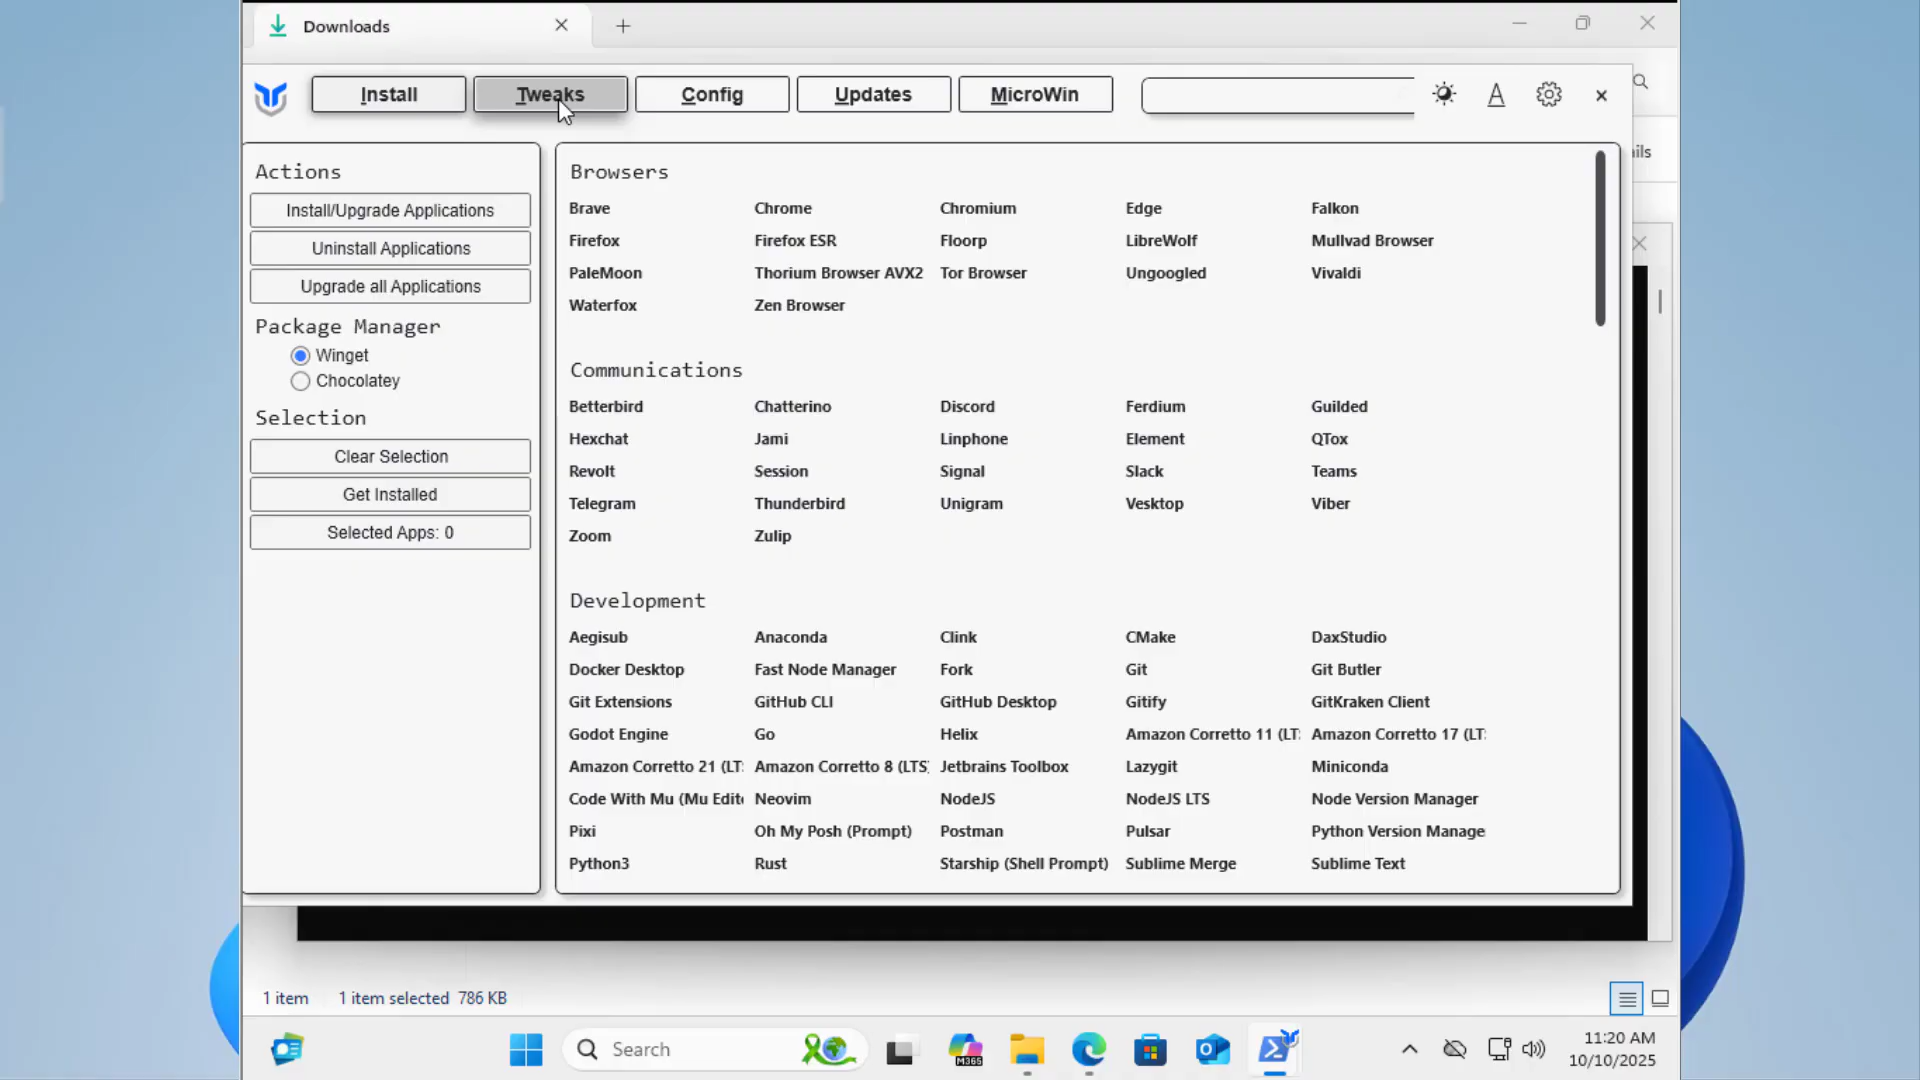 Downloads
Install
Tweaks
Config
Updates
MicroWin
A
ils
Actions
Install/Upgrade Applications
Uninstall Applications
Upgrade all Applications
Package Manager
Winget
Chocolatey
Selection
Clear Selection
Get Installed
Selected Apps: 0
Browsers
Brave Chrome Chromium Edge Falkon
Firefox Firefox ESR Floorp LibreWolf Mullvad Browser
PaleMoon Thorium Browser AVX2 Tor Browser Ungoogled Vivaldi
Waterfox Zen Browser
Communications
Betterbird Chatterino Discord Ferdium Guilded
Hexchat Jami Linphone Element QTox
Revolt Session Signal Slack Teams
Telegram Thunderbird Unigram Vesktop Viber
Zoom Zulip
Development
Aegisub Anaconda Clink CMake DaxStudio
Docker Desktop Fast Node Manager Fork Git Git Butler
Git Extensions GitHub CLI GitHub Desktop Gitify GitKraken Client
Godot Engine Go Helix Amazon Corretto 11 (LT Amazon Corretto 17 (LT
Amazon Corretto 21 (LT Amazon Corretto 8 (LTS) Jetbrains Toolbox Lazygit Miniconda
Code With Mu (Mu Edit Neovim NodeJS NodeJS LTS Node Version Manager
Pixi Oh My Posh (Prompt) Postman Pulsar Python Version Manage
Python3 Rust Starship (Shell Prompt) Sublime Merge Sublime Text
1 item 1 item selected 786 KB
Search
M365
11:20 AM
10/10/2025